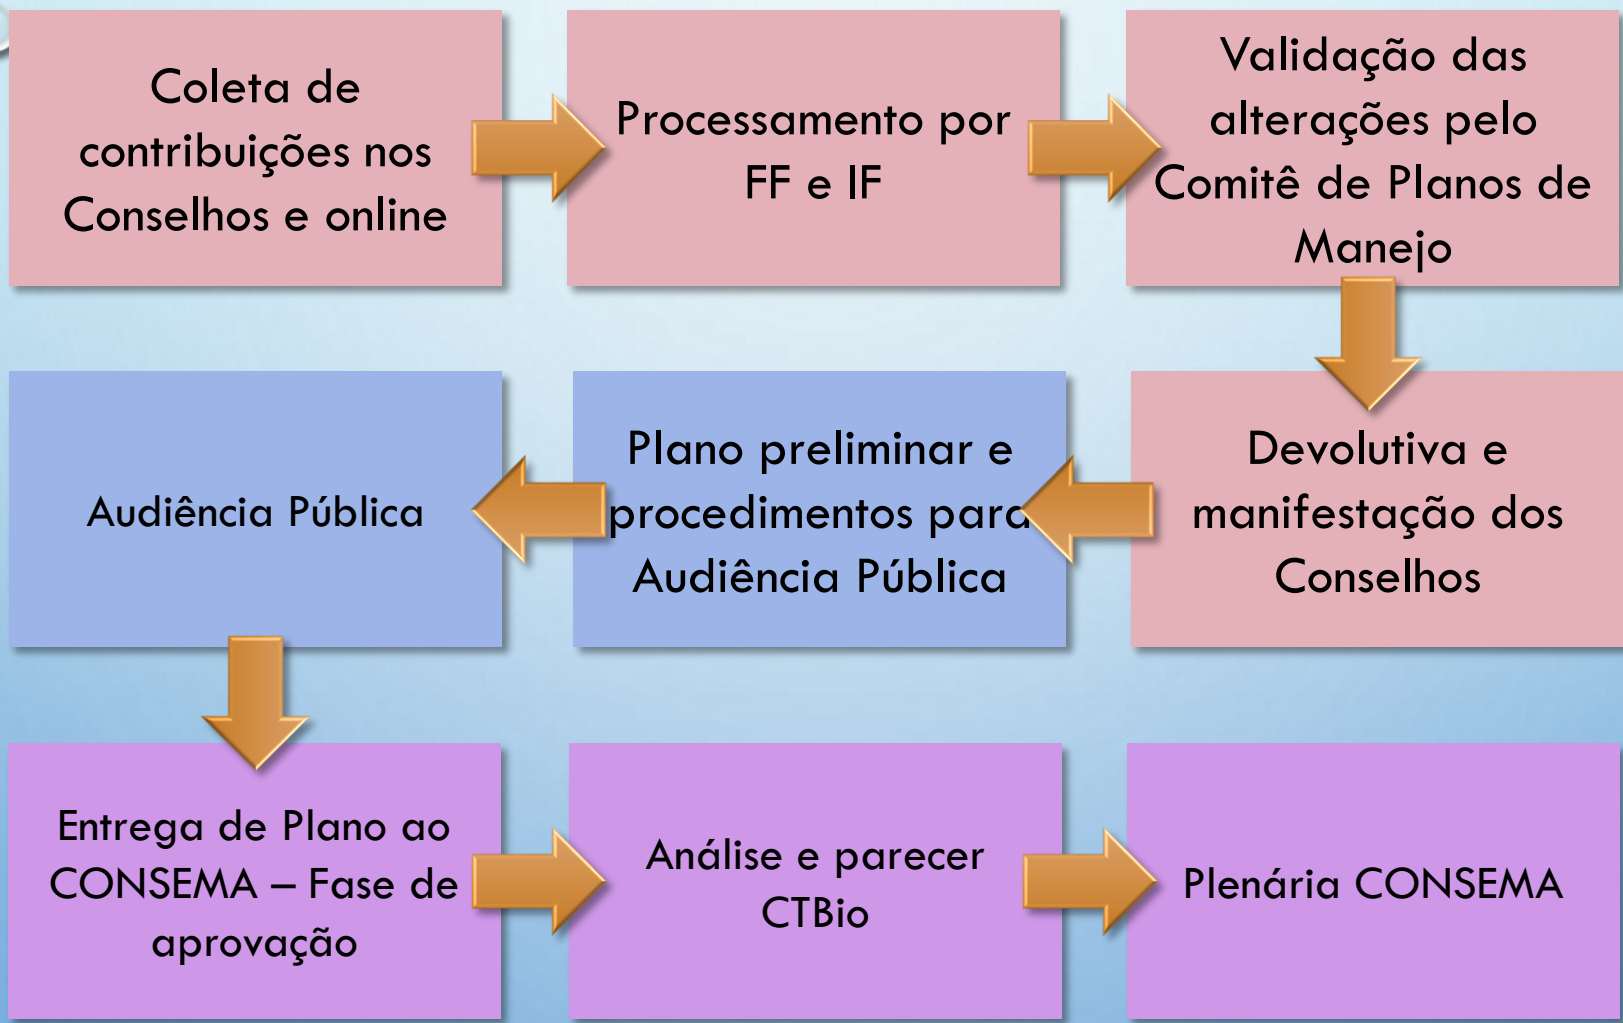 Coleta de
contribuições nos
Conselhos e online
Processamento por
FF e IF
Validação das
alterações pelo
Comitê de Planos de
Manejo
Devolutiva e
manifestação dos
Conselhos
Plano preliminar e
procedimentos para
Audiência Pública
Audiência Pública
Entrega de Plano ao
CONSEMA – Fase de
aprovação
Análise e parecer
CTBio
Plenária CONSEMA